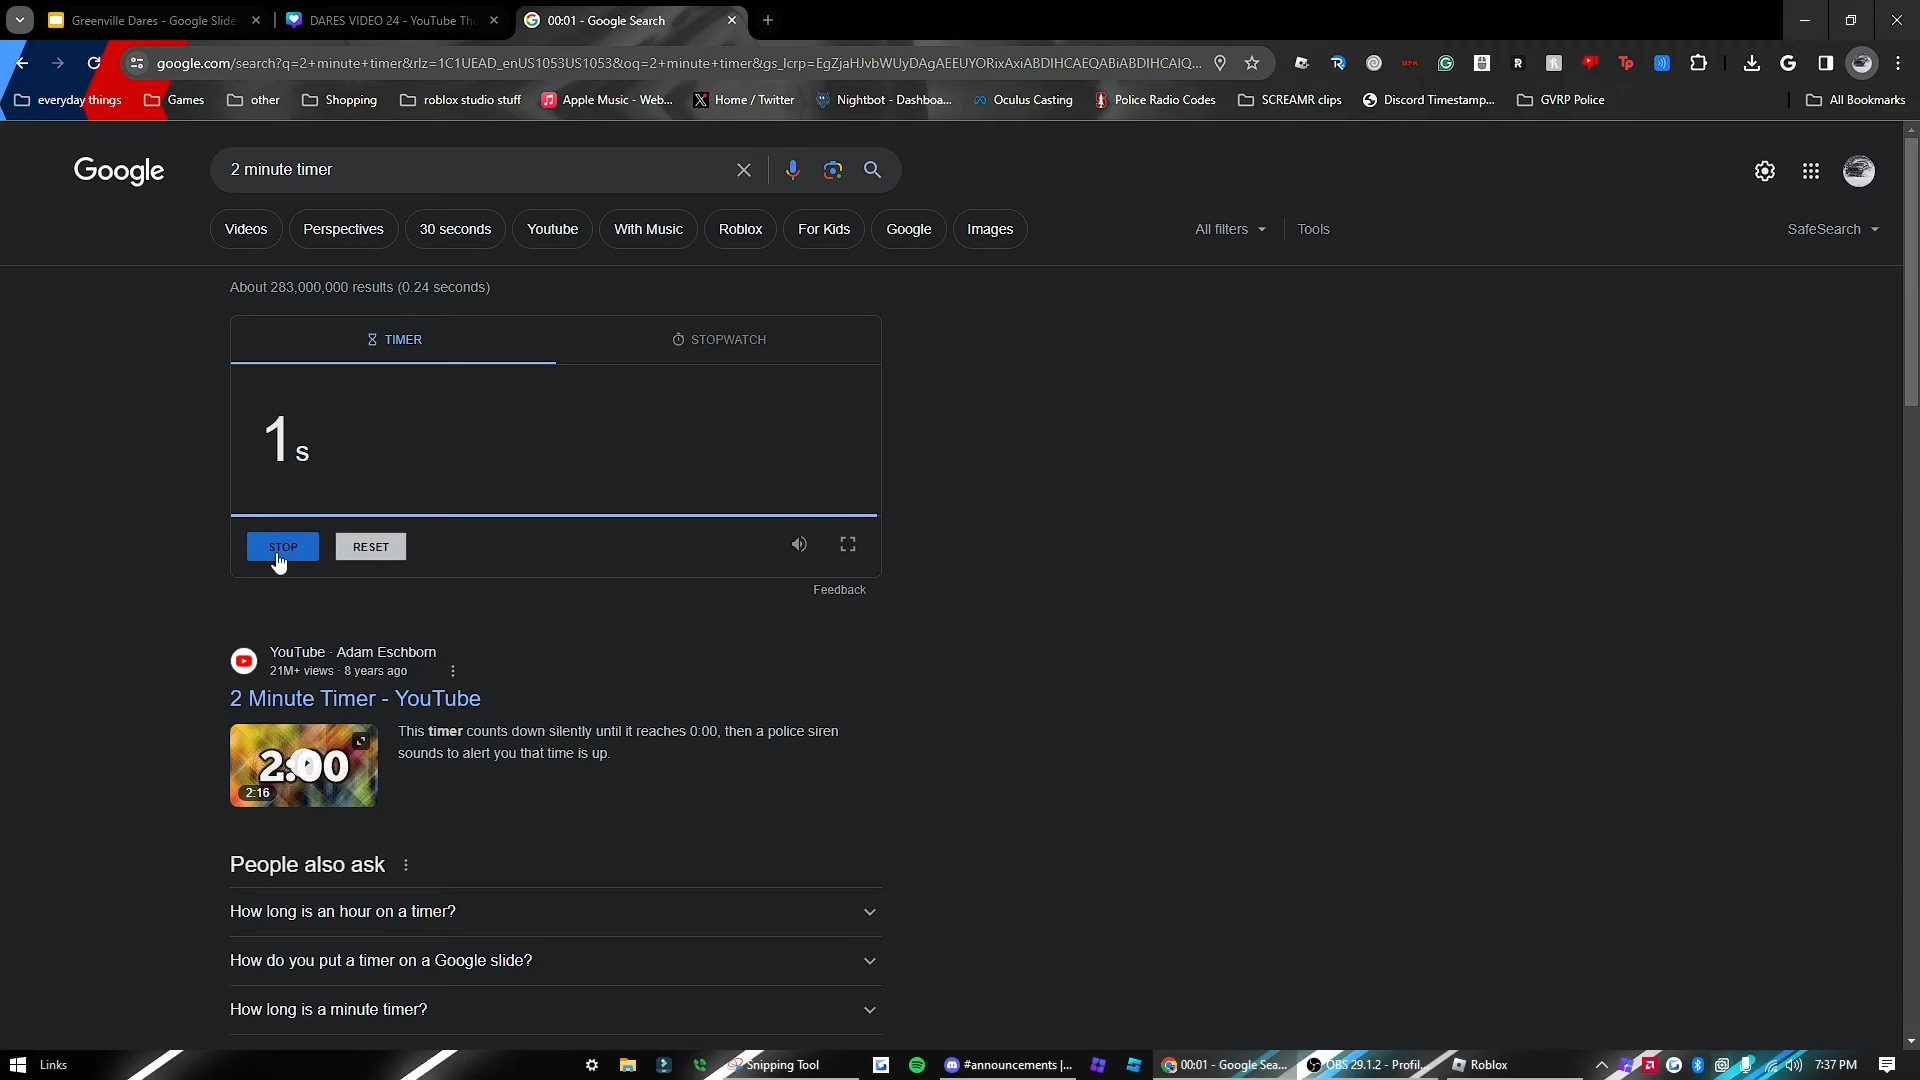 Greenville Dares - Google Slide
DARES VIDEO 24 - YouTube Th
00:01 - Google Search
google.com/search?q=2+minute+timer&rlz=1C1UEAD_enUS1053US1053&oq=2+minute+timer&gs_lcrp=EgZjaHJvbWUyDAgAEEUYORixAxiABDIHCAEQABiABDIHCAIQ...
everyday things
Games
other
Shopping
roblox studio stuff
Apple Music - Web...
Home / Twitter
Nightbot - Dashboa...
Oculus Casting
Police Radio Codes
SCREAMR clips
Discord Timestamp...
GVRP Police
All Bookmarks
Google
2 minute timer
Videos
Perspectives
30 seconds
Youtube
With Music
Roblox
For Kids
Google
Images
All filters
Tools
SafeSearch
About 283,000,000 results (0.24 seconds)
TIMER
STOPWATCH
1 s
STOP
RESET
Feedback
YouTube · Adam Eschborn
21M+ views · 8 years ago
2 Minute Timer - YouTube
2:00
2:16
This timer counts down silently until it reaches 0:00, then a police siren
sounds to alert you that time is up.
People also ask
How long is an hour on a timer?
How do you put a timer on a Google slide?
How long is a minute timer?
Links
Snipping Tool
#announcements |...
00:01 - Google Sea...
OBS 29.1.2 - Profil...
Roblox
7:37 PM